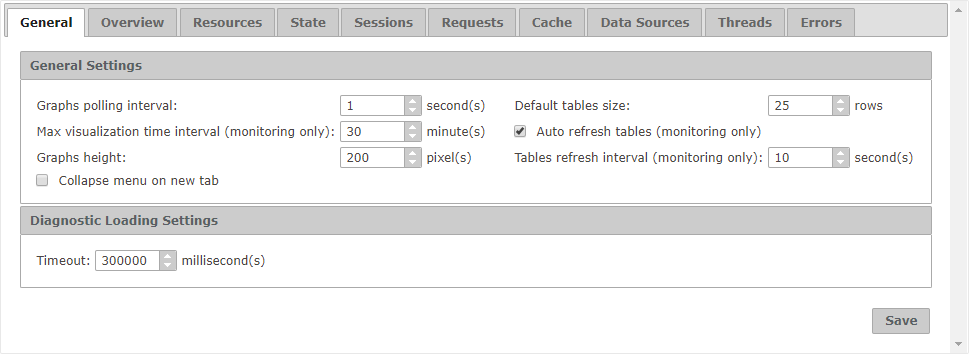 General Overview Resources State Sessions Requests Cache Data Sources Threads Errors
General Settings
Graphs polling interval: 1 second(s) Default tables size: 25 rows
Max visualization time interval (monitoring only): 30 minute(s) Auto refresh tables (monitoring only)
Graphs height: 200 pixel(s) Tables refresh interval (monitoring only): 10 second(s)
Collapse menu on new tab
Diagnostic Loading Settings
Timeout: 300000 millisecond(s)
Save